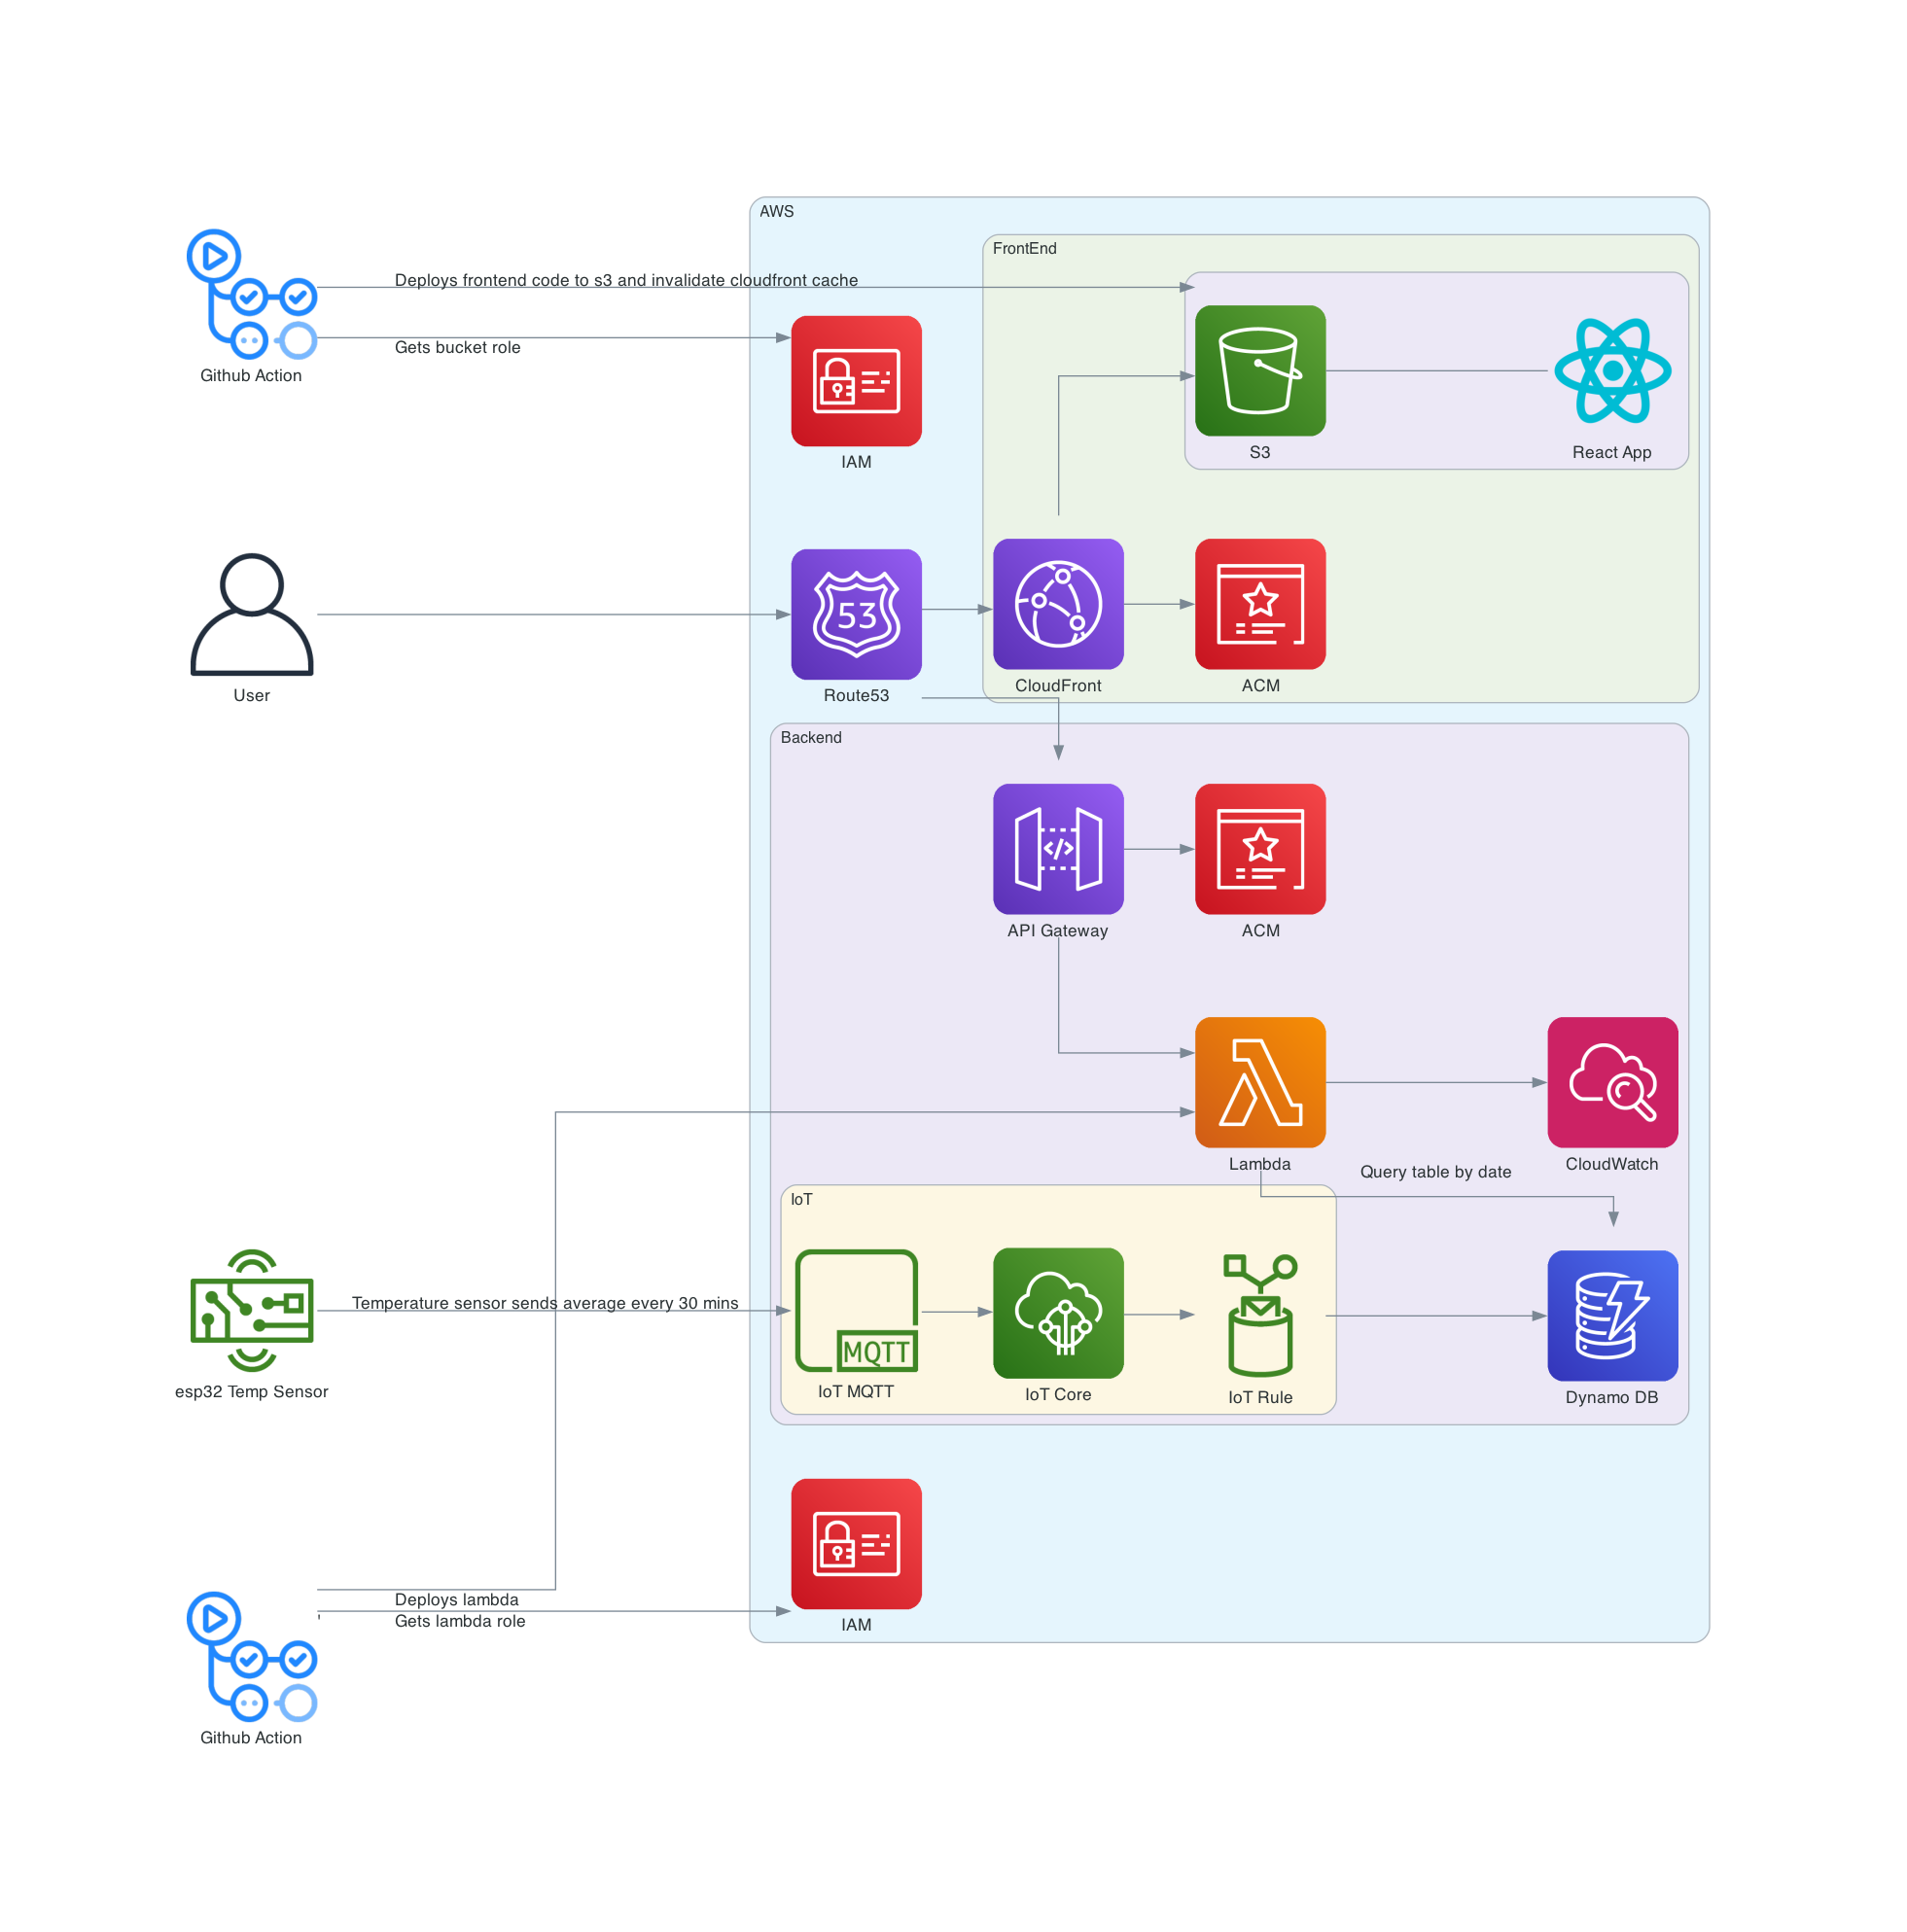 AWS
FrontEnd
Deploys frontend code to s3 and invalidate cloudfront cache
Gets bucket role
Github Action
IAM
S3
React App
53
User
Route53
CloudFront
ACM
Backend
API Gateway
ACM
Lambda
CloudWatch
Query table by date
IoT
Temperature sensor sends average every 30 mins
MQTT
esp32 Temp Sensor
IoT MQTT
IoT Core
IoT Rule
Dynamo DB
Deploys lambda
Gets lambda role
IAM
Github Action